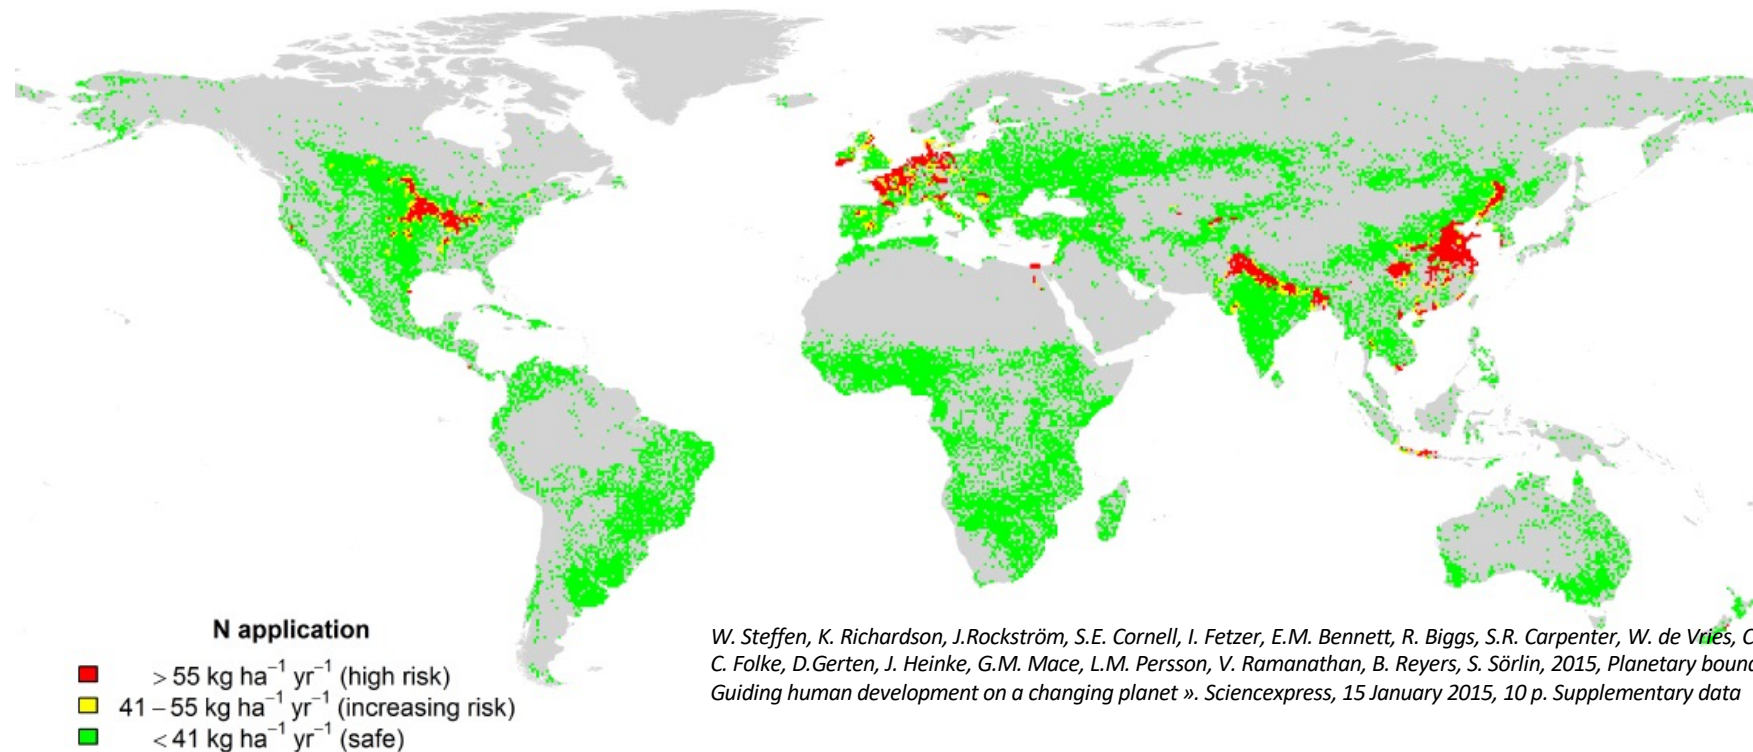 N application
> 55 kg ha⁻¹ yr⁻¹ (high risk)
41 – 55 kg ha⁻¹ yr⁻¹ (increasing risk)
< 41 kg ha⁻¹ yr⁻¹ (safe)
W. Steffen, K. Richardson, J.Rockström, S.E. Cornell, I. Fetzer, E.M. Bennett, R. Biggs, S.R. Carpenter, W. de Vries, C
C. Folke, D.Gerten, J. Heinke, G.M. Mace, L.M. Persson, V. Ramanathan, B. Reyers, S. Sörlin, 2015, Planetary bound
Guiding human development on a changing planet ». Sciencexpress, 15 January 2015, 10 p. Supplementary data